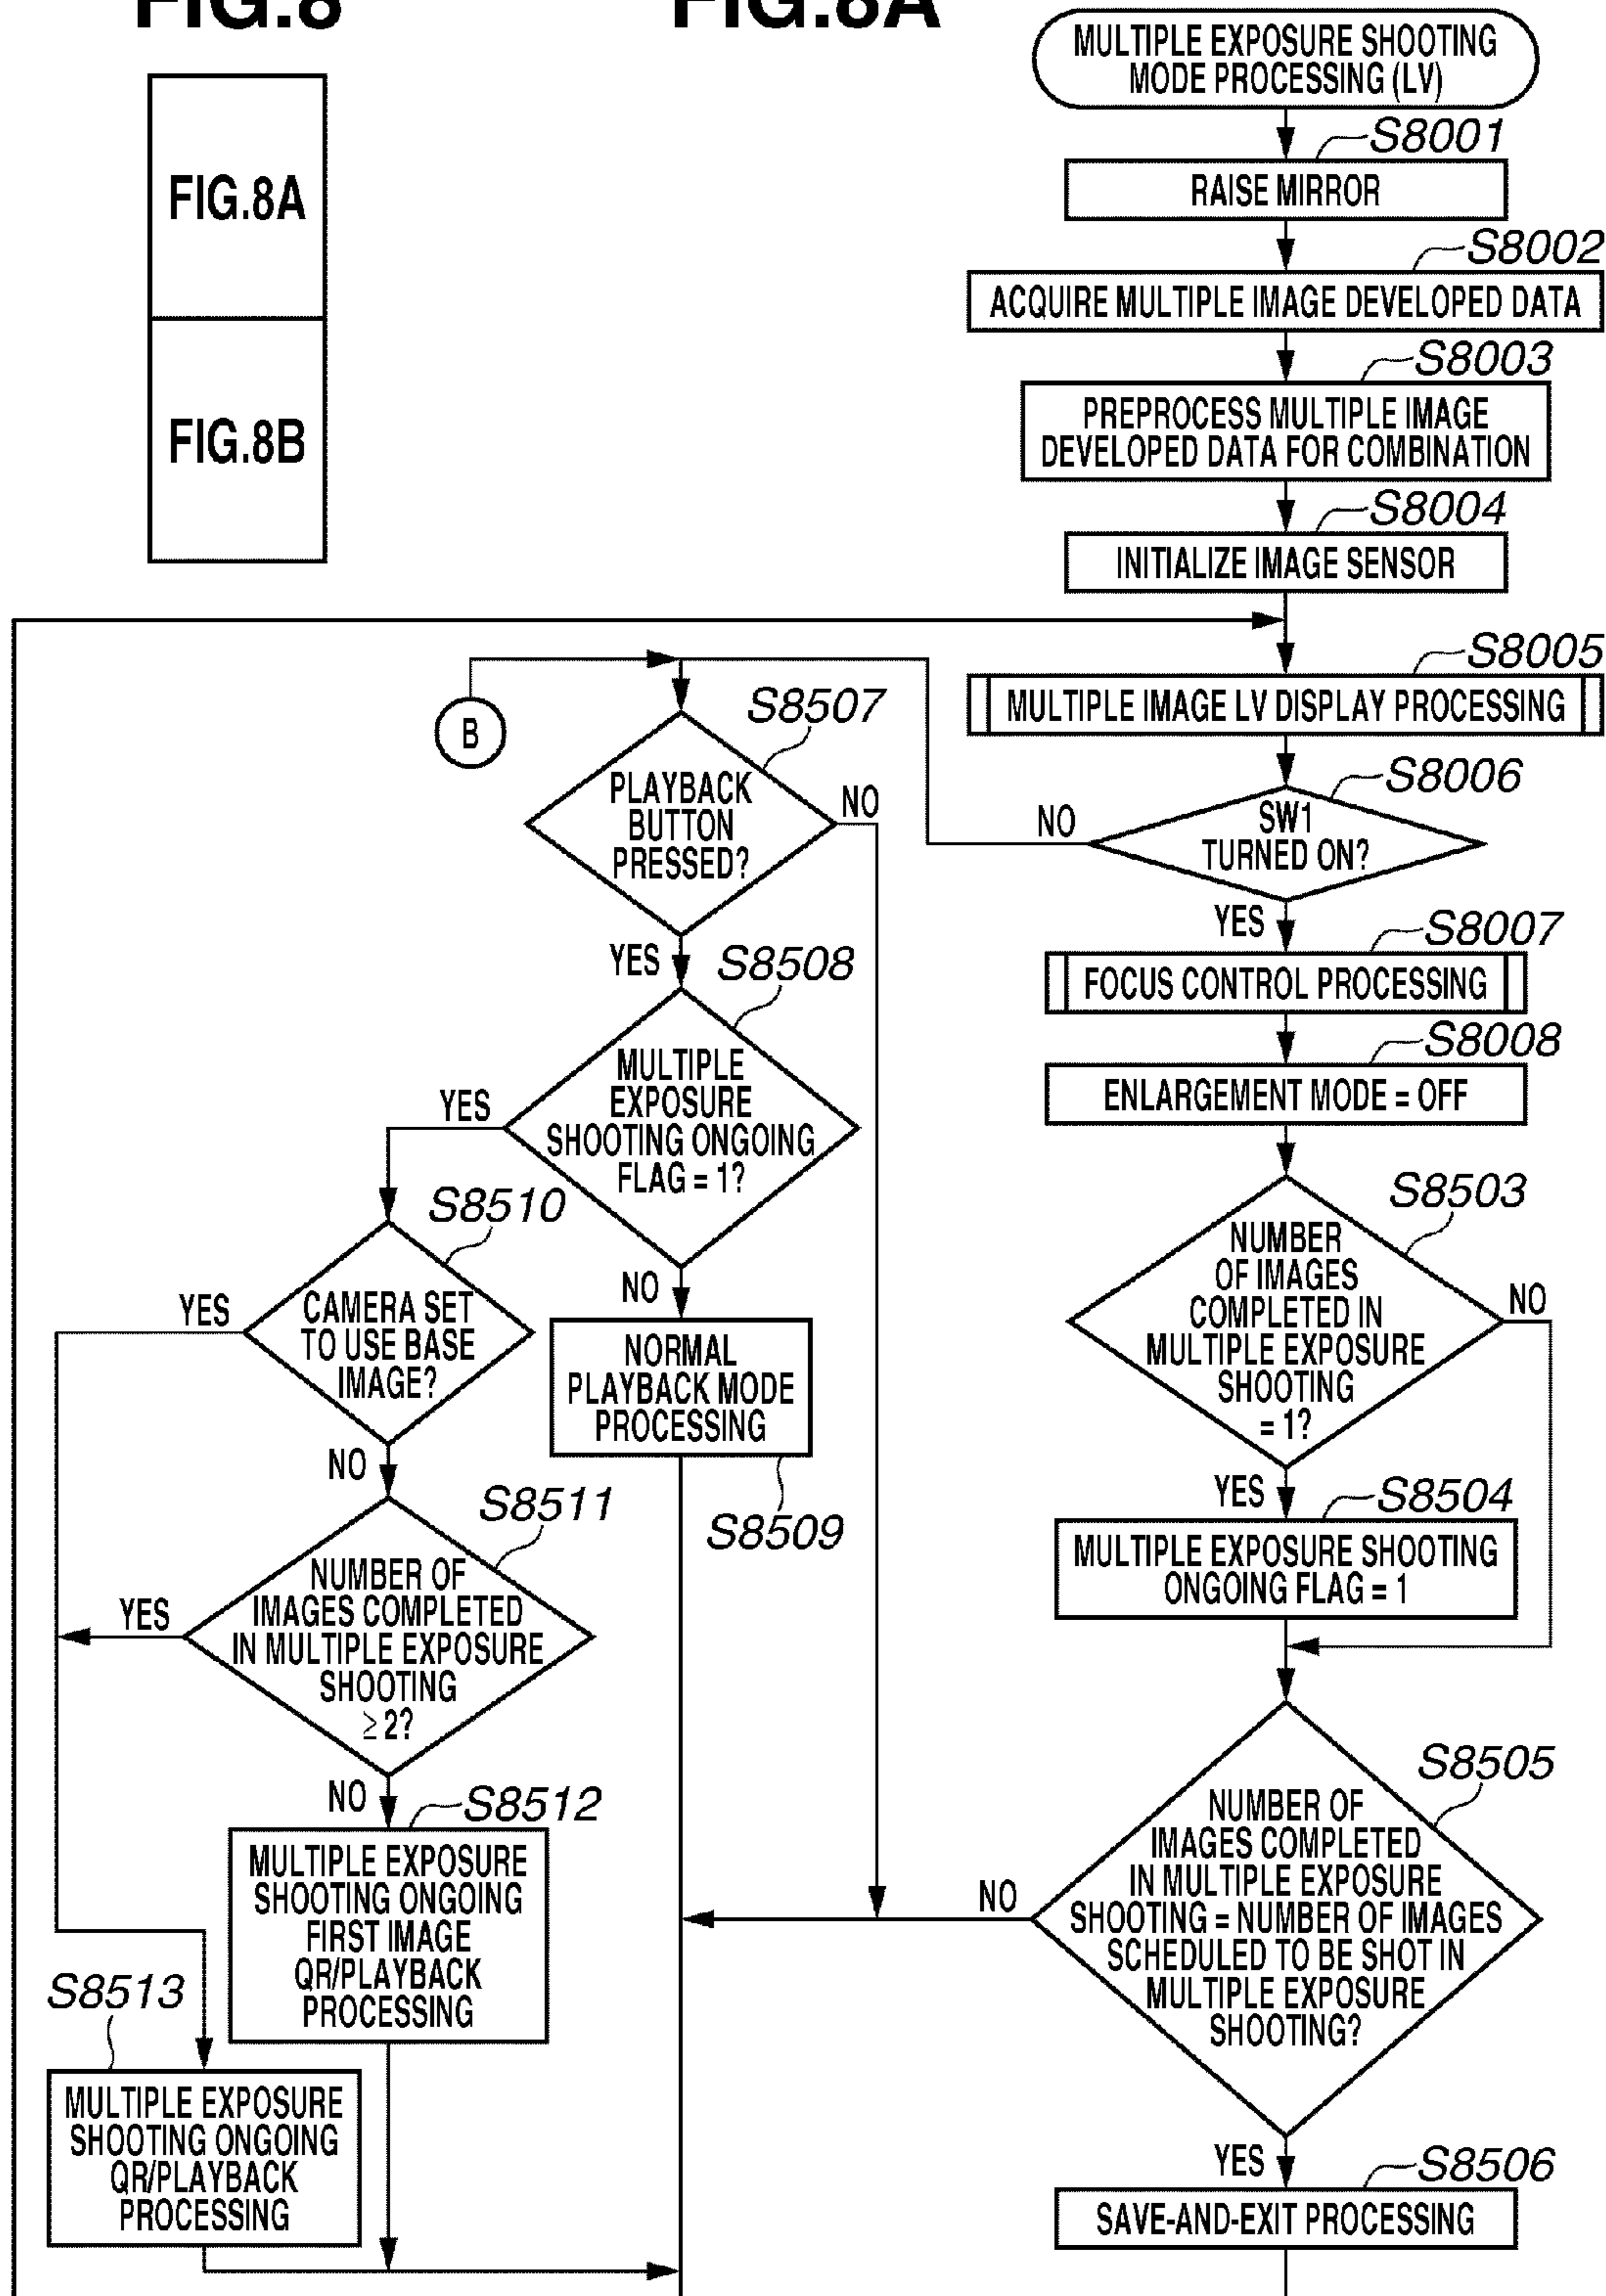 FIG.8
FIG.8A
FIG.8A
FIG.8B
MULTIPLE EXPOSURE SHOOTING
MODE PROCESSING (LV)
S8001
RAISE MIRROR
S8002
ACQUIRE MULTIPLE IMAGE DEVELOPED DATA
S8003
PREPROCESS MULTIPLE IMAGE
DEVELOPED DATA FOR COMBINATION
S8004
INITIALIZE IMAGE SENSOR
S8005
MULTIPLE IMAGE LV DISPLAY PROCESSING
S8006
SW1
TURNED ON?
NO
YES
S8007
FOCUS CONTROL PROCESSING
S8008
ENLARGEMENT MODE = OFF
S8503
NUMBER
OF IMAGES
COMPLETED IN
MULTIPLE EXPOSURE
SHOOTING
= 1?
NO
YES
S8504
MULTIPLE EXPOSURE SHOOTING
ONGOING FLAG = 1
S8505
NUMBER OF
IMAGES COMPLETED
IN MULTIPLE EXPOSURE
SHOOTING = NUMBER OF IMAGES
SCHEDULED TO BE SHOT IN
MULTIPLE EXPOSURE
SHOOTING?
NO
YES
S8506
SAVE-AND-EXIT PROCESSING
B
S8507
PLAYBACK
BUTTON
PRESSED?
NO
YES
S8508
MULTIPLE
EXPOSURE
SHOOTING ONGOING
FLAG = 1?
YES
NO
NORMAL
PLAYBACK MODE
PROCESSING
S8509
S8510
CAMERA SET
TO USE BASE
IMAGE?
YES
NO
S8511
NUMBER OF
IMAGES COMPLETED
IN MULTIPLE EXPOSURE
SHOOTING
≥ 2?
YES
NO
S8512
MULTIPLE EXPOSURE
SHOOTING ONGOING
FIRST IMAGE
QR/PLAYBACK
PROCESSING
S8513
MULTIPLE EXPOSURE
SHOOTING ONGOING
QR/PLAYBACK
PROCESSING